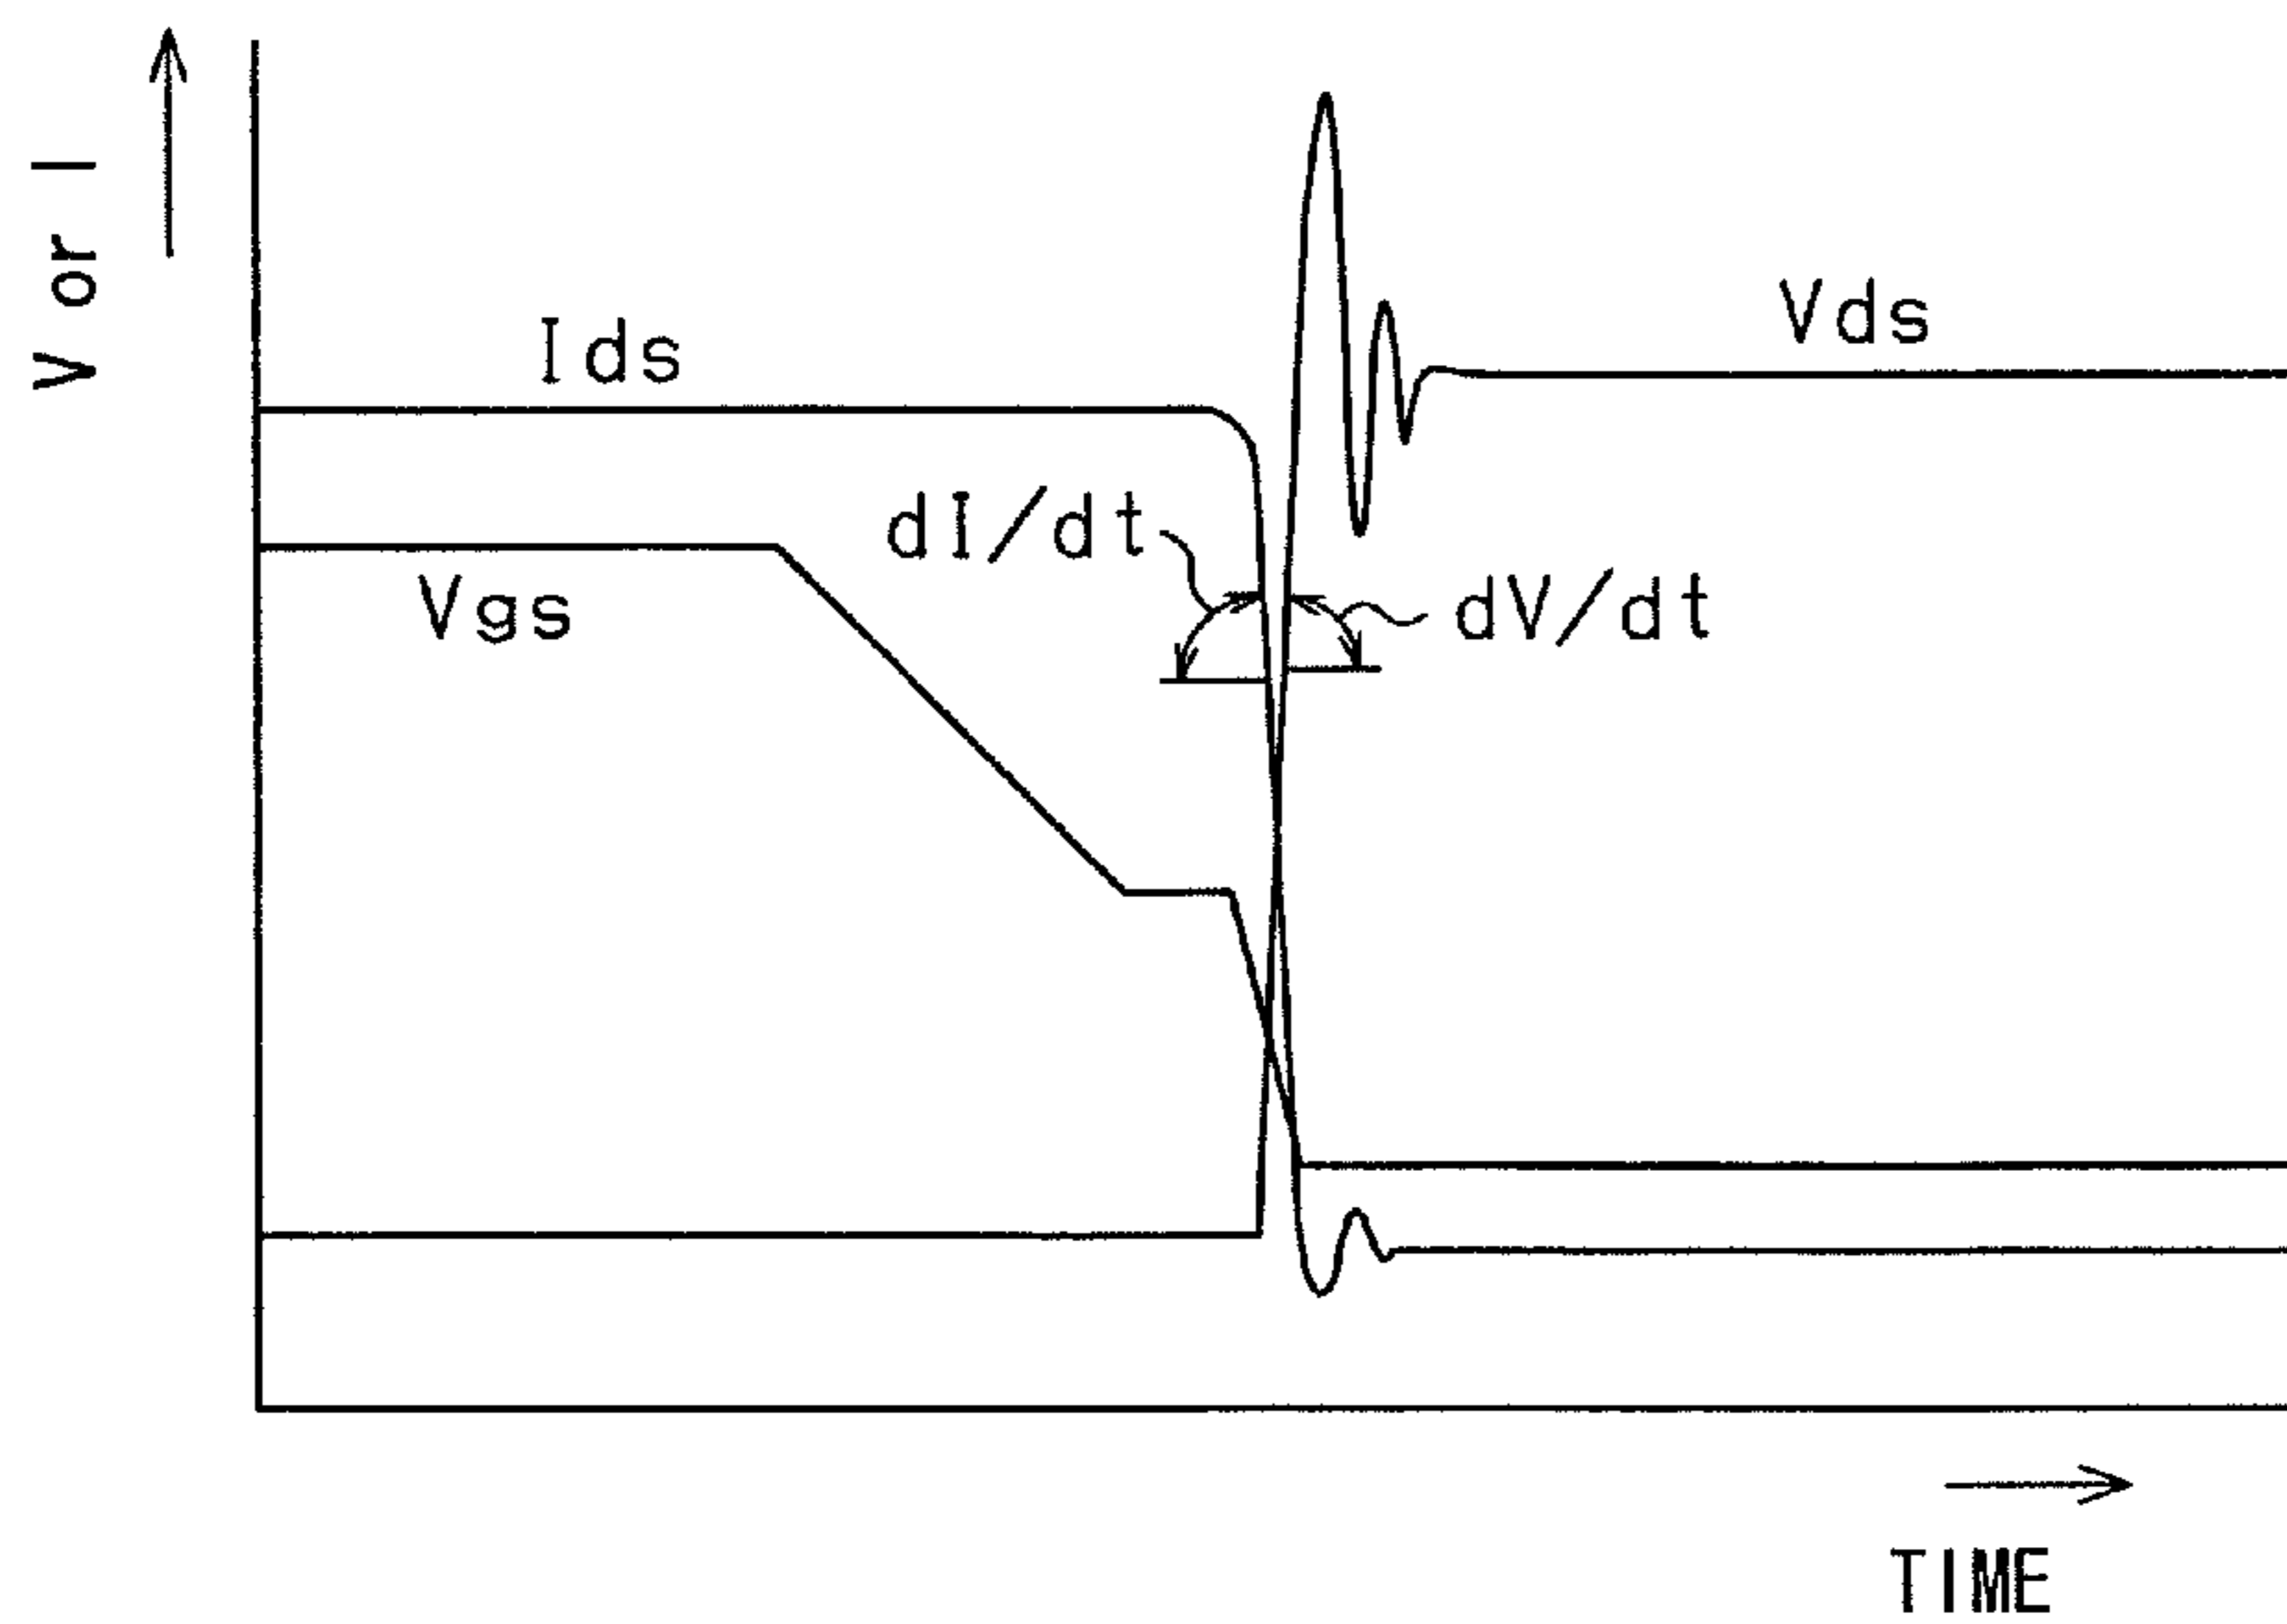 V or I
Ids
Vds
Vgs
dI/dt
dV/dt
TIME